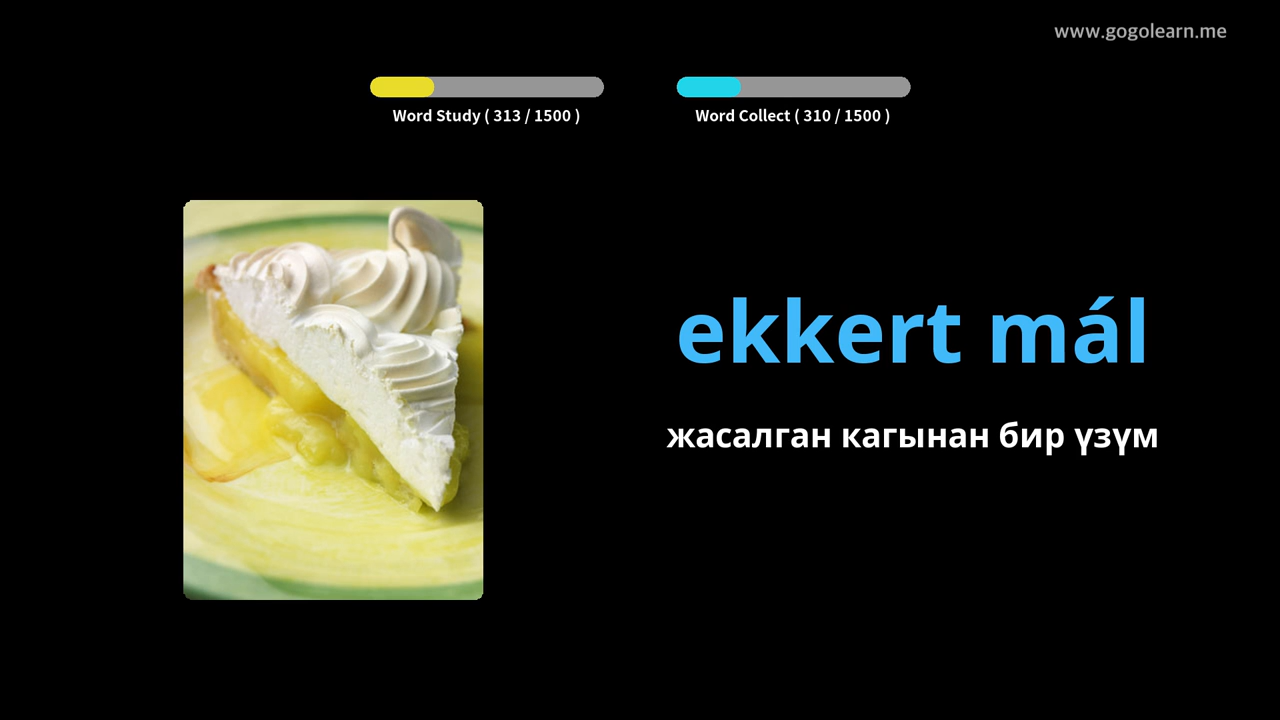 www.gogolearn.me
Word Study ( 313 / 1500 )
Word Collect ( 310 / 1500 )
ekkert mál
жасалган кагынан бир үзүм